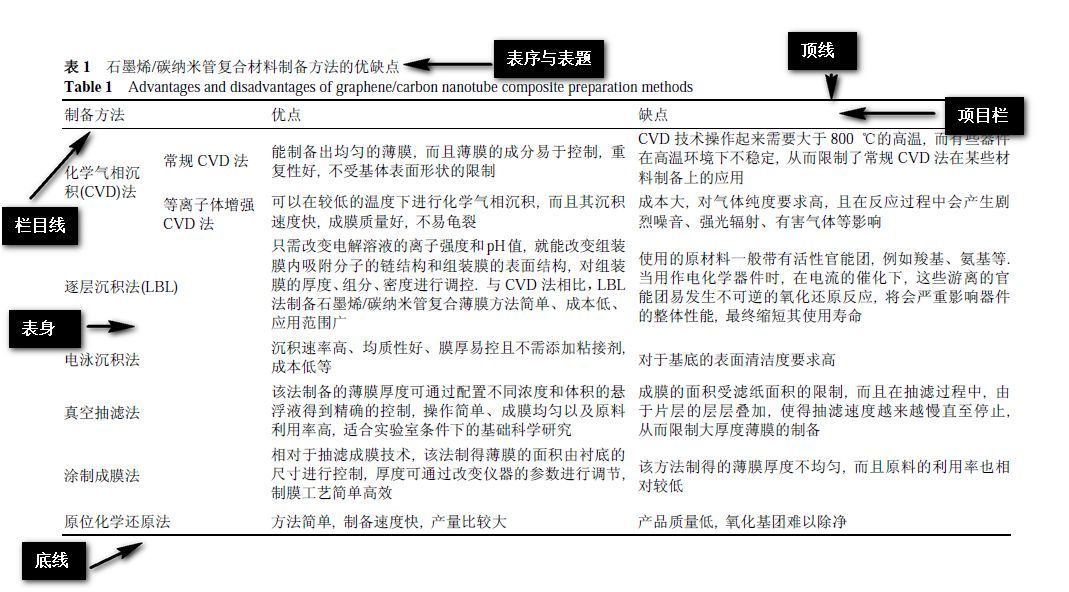 表序与表题
顶线
表 1 石墨烯/碳纳米管复合材料制备方法的优缺点
Table 1 Advantages and disadvantages of graphene/carbon nanotube composite preparation methods
项目栏
制备方法 优点 缺点
化学气相沉
积(CVD)法
常规 CVD 法
能制备出均匀的薄膜, 而且薄膜的成分易于控制, 重
复性好, 不受基体表面形状的限制
CVD 技术操作起来需要大于 800 ℃的高温, 而有些器件
在高温环境下不稳定, 从而限制了常规 CVD 法在某些材
料制备上的应用
栏目线
等离子体增强
CVD 法
可以在较低的温度下进行化学气相沉积, 而且其沉积
速度快, 成膜质量好, 不易龟裂
成本大, 对气体纯度要求高, 且在反应过程中会产生剧
烈噪音、强光辐射、有害气体等影响
逐层沉积法(LBL)
只需改变电解溶液的离子强度和pH值, 就能改变组装
膜内吸附分子的链结构和组装膜的表面结构, 对组装
膜的厚度、组分、密度进行调控. 与 CVD 法相比, LBL
法制备石墨烯/碳纳米管复合薄膜方法简单、成本低、
应用范围广
使用的原材料一般带有活性官能团, 例如羧基、氨基等.
当用作电化学器件时, 在电流的催化下, 这些游离的官
能团易发生不可逆的氧化还原反应, 将会严重影响器件
的整体性能, 最终缩短其使用寿命
表身
电泳沉积法
沉积速率高、均质性好、膜厚易控且不需添加粘接剂,
成本低等
对于基底的表面清洁度要求高
真空抽滤法
该法制备的薄膜厚度可通过配置不同浓度和体积的悬
浮液得到精确的控制, 操作简单、成膜均匀以及原料
利用率高, 适合实验室条件下的基础科学研究
成膜的面积受滤纸面积的限制, 而且在抽滤过程中, 由
于片层的层层叠加, 使得抽滤速度越来越慢直至停止,
从而限制大厚度薄膜的制备
涂制成膜法
相对于抽滤成膜技术, 该法制得薄膜的面积由衬底的
尺寸进行控制, 厚度可通过改变仪器的参数进行调节,
制膜工艺简单高效
该方法制得的薄膜厚度不均匀, 而且原料的利用率也相
对较低
原位化学还原法 方法简单, 制备速度快, 产量比较大 产品质量低, 氧化基团难以除净
底线